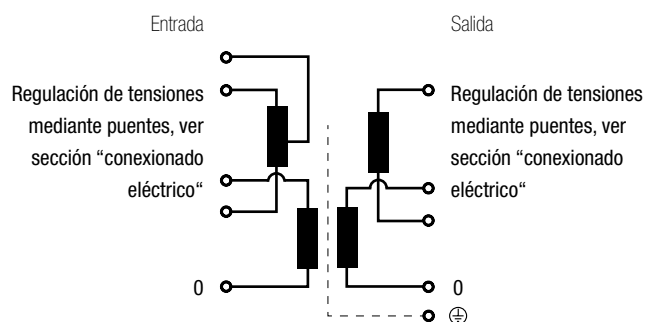 Entrada
Salida
Regulación de tensiones
mediante puentes, ver
sección “conexionado
eléctrico“
Regulación de tensiones
mediante puentes, ver
sección “conexionado
eléctrico“
0
0